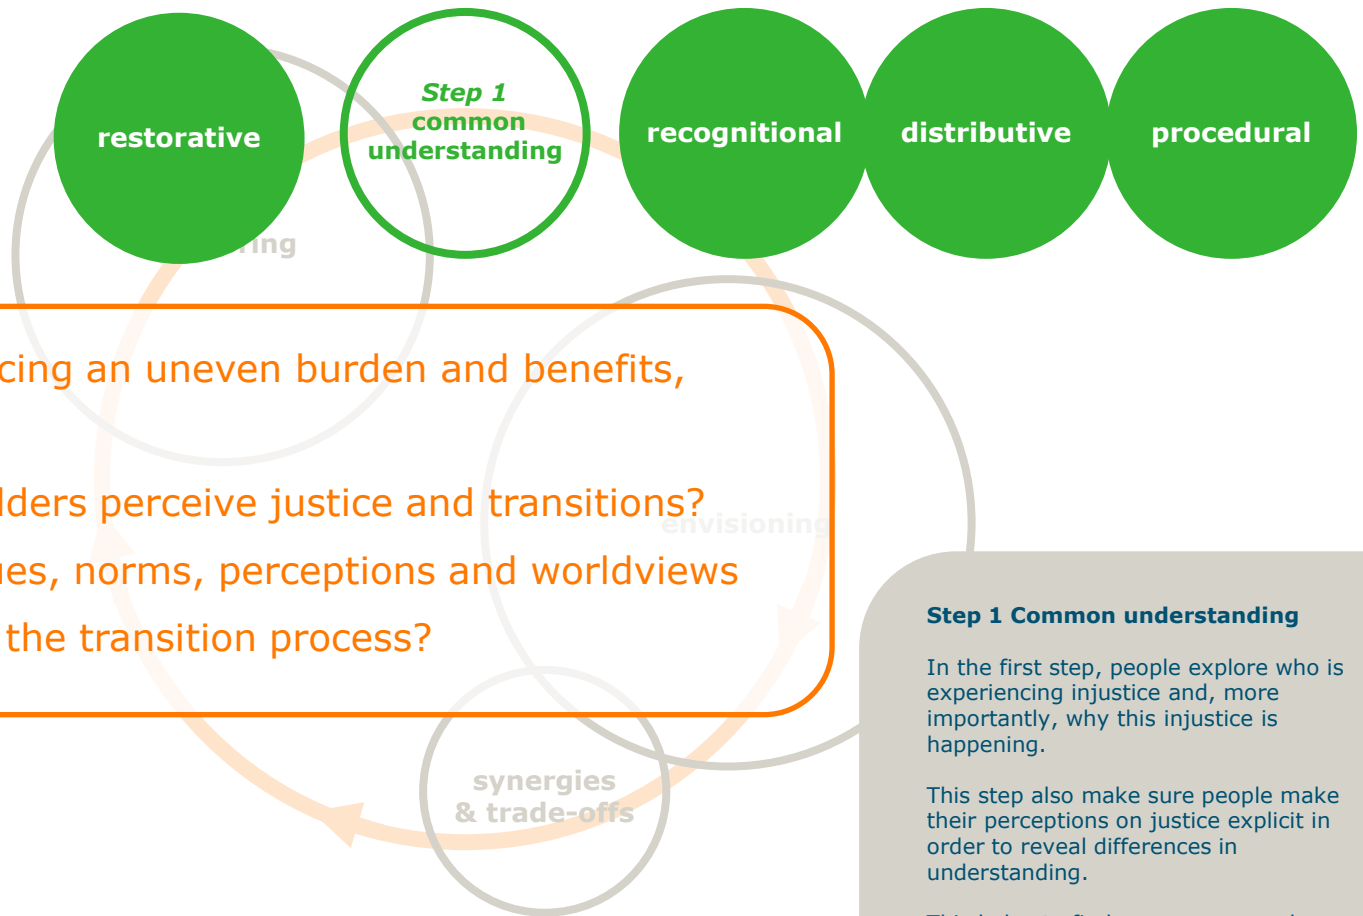 restorative
Step 1
common
understanding
recognitional
distributive
procedural
an uneven burden and benefits,
perceive justice and transitions?
norms, perceptions and worldviews
the transition process?
envisioning
synergies
& trade-offs
Step 1 Common understanding
In the first step, people explore who is
experiencing injustice and, more
importantly, why this injustice is
happening.
This step also make sure people make
their perceptions on justice explicit in
order to reveal differences in
understanding.